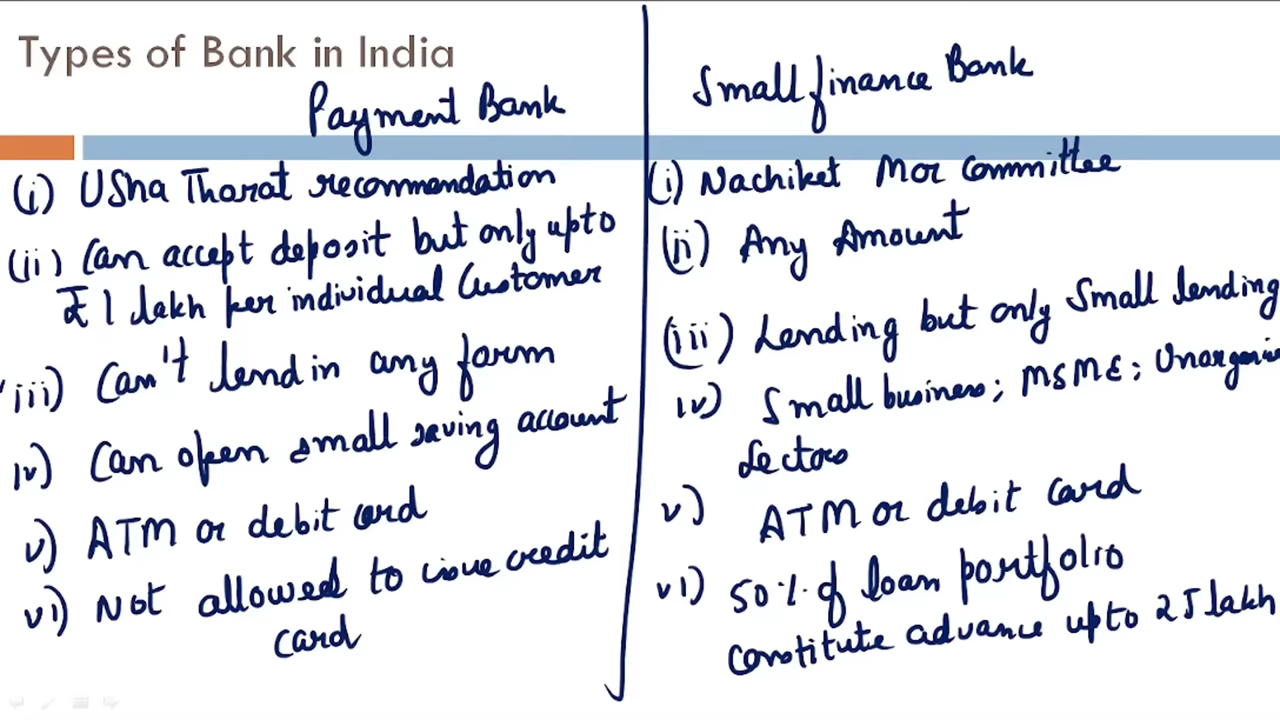 Types of Bank in India
Payment Bank
(i) USha Tharat recommendation
(ii) Can accept deposit but only upto
₹ 1 lakh per individual Customer
iii) Can't lend in any form
iv) Can open small saving account
v) ATM or debit card
vi) Not allowed to issue credit
card
Small finance Bank
(i) Nachiket Mor Committee
(ii) Any Amount
(iii) Lending but only Small lending
iv) Small business; MSME;
Sectors
v) ATM or debit card
vi) 50% of loan portfolio
constitute advance upto 25 lakh